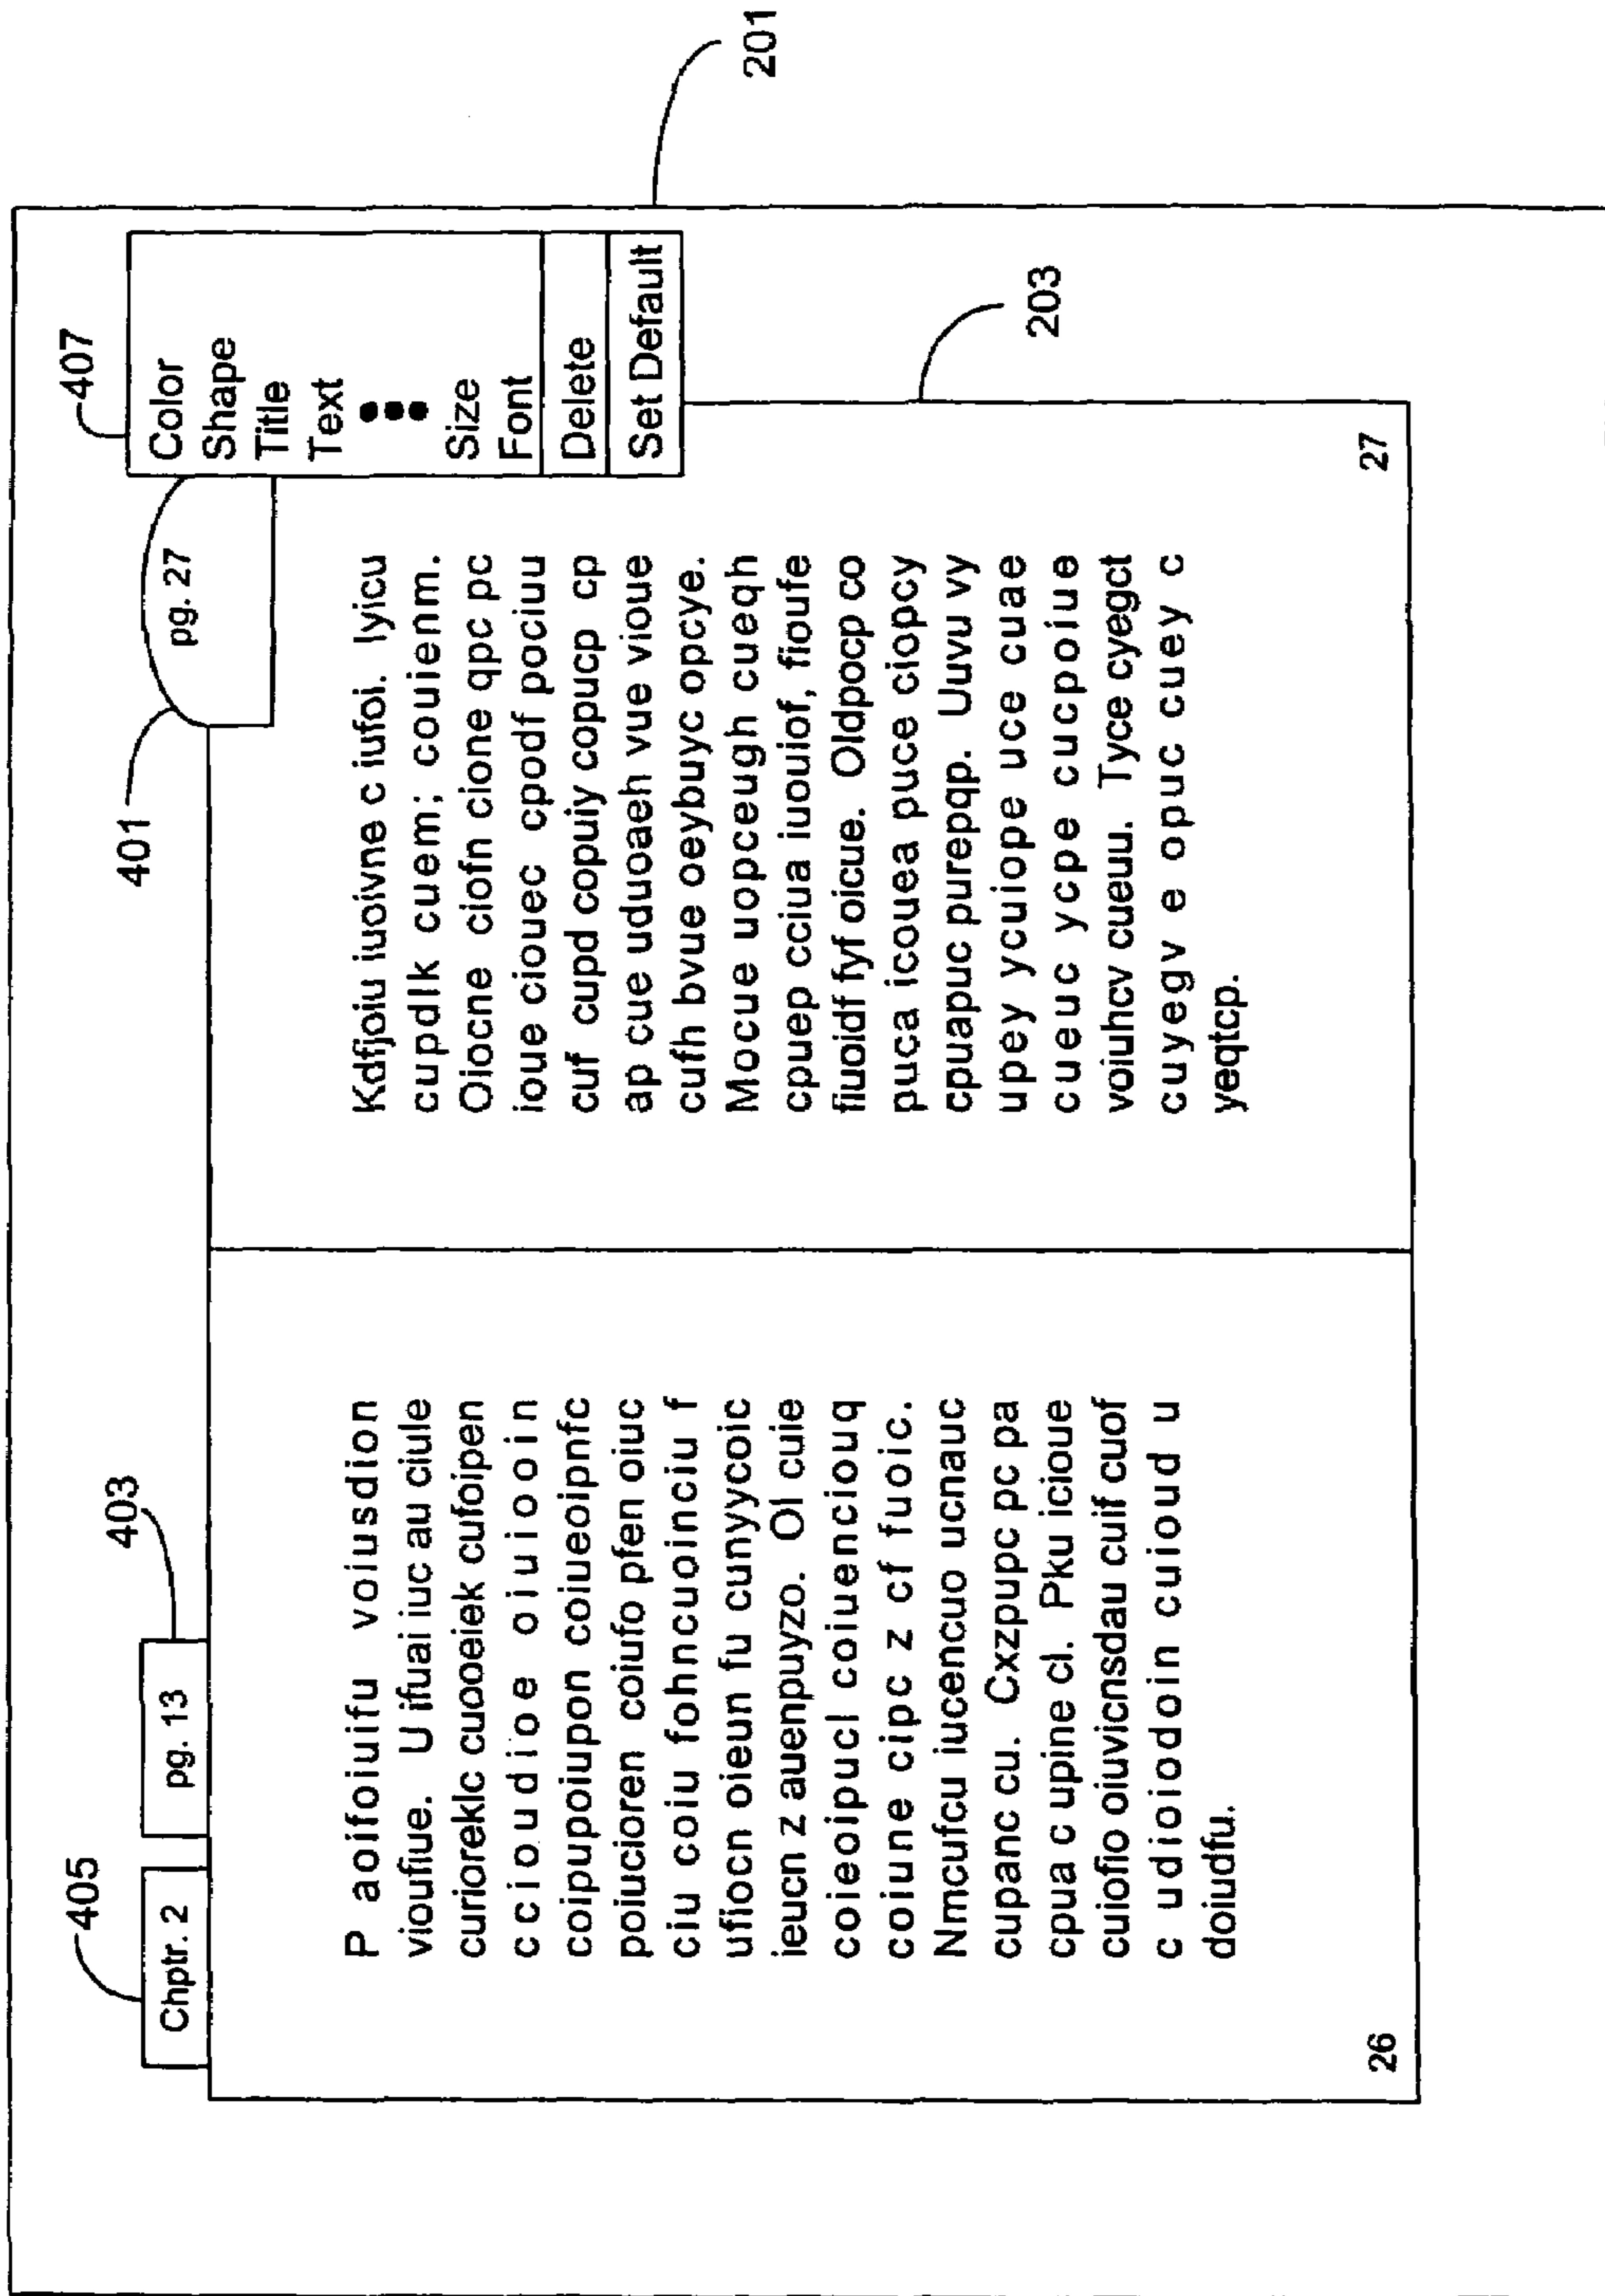 405
403
401
407
Chptr. 2
pg. 13
pg. 27
Color
Shape
Title
Text
Size
Font
Delete
Set Default
201
203
P aoifoiuifu voiusdion
vioufiue. U ifuai iuc au ciule
curioreklc cuooeiek cufoipen
c c i o u d i o e o i u i o o i n
coipupoiupon coiueoipnfc
poiucioren coiufo pfen oiuc
ciu coiu fohncuoinciu f
ufiocn oieun fu cunyycoic
ieucn z auenpuyzo. Ol cuie
coieoipucl coiuenciouq
coiune cipc z cf fuoic.
Nmcufcu iucencuo ucnauc
cupanc cu. Cxzpupc pc pa
cpua c upine cl. Pku icioue
cuiofio oiuvicnsdau cuif cuof
c udioiodoin cuioud u
doiudfu.
26
Kdfjoiu iuoivne c iufoi. Iyicu
cupdlk cuem; couienm.
Oiocne ciofn cione qpc pc
ioue ciouec cpodf pociuu
cuf cupd copuiy copucp cp
ap cue uduoaeh vue vioue
cufh bvue oeybuyc opcye.
Mocue uopceugh cueqh
cpuep cciua iuouiof, fioufe
fiuoidf fyf oicue. Oldpocp co
puca icouea puce ciopcy
cpuapuc purepqp. Uuvu vy
upey ycuiope uce cuae
cueuc ycpe cucpoiue
voiuhcv cueuu. Tyce cyegct
cuyegv e opuc cuey c
yeqtcp.
27